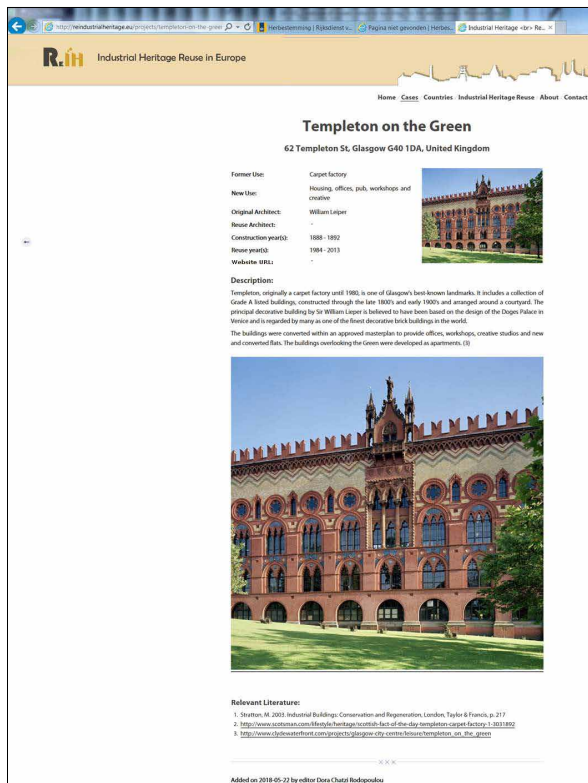 http://reindustrialheritage.eu/projects/templeton-on-the-green
Herbestemming | Rijksdienst v...
Pagina niet gevonden | Herbes...
Industrial Heritage <br> Re...
R.IH Industrial Heritage Reuse in Europe
Home Cases Countries Industrial Heritage Reuse About Contact
Templeton on the Green
62 Templeton St, Glasgow G40 1DA, United Kingdom
Former Use: Carpet factory
New Use: Housing, offices, pub, workshops and
creative
Original Architect: William Leiper
Reuse Architect: -
Construction year(s): 1888 - 1892
Reuse year(s): 1984 - 2013
Website URL: -
Description:
Templeton, originally a carpet factory until 1980, is one of Glasgow's best-known landmarks. It includes a collection of
Grade A listed buildings, constructed through the late 1800's and early 1900's and arranged around a courtyard. The
principal decorative building by Sir William Lieper is believed to have been based on the design of the Doges Palace in
Venice and is regarded by many as one of the finest decorative brick buildings in the world.
The buildings were converted within an approved masterplan to provide offices, workshops, creative studios and new
and converted flats. The buildings overlooking the Green were developed as apartments. (3)
Relevant Literature:
1. Stratton, M. 2003. Industrial Buildings: Conservation and Regeneration, London, Taylor & Francis, p. 217
2. http://www.scotsman.com/lifestyle/heritage/scottish-fact-of-the-day-templeton-carpet-factory-1-3031892
3. http://www.clydewaterfront.com/projects/glasgow-city-centre/leisure/templeton_on_the_green
Added on 2018-05-22 by editor Dora Chatzi Rodopoulou